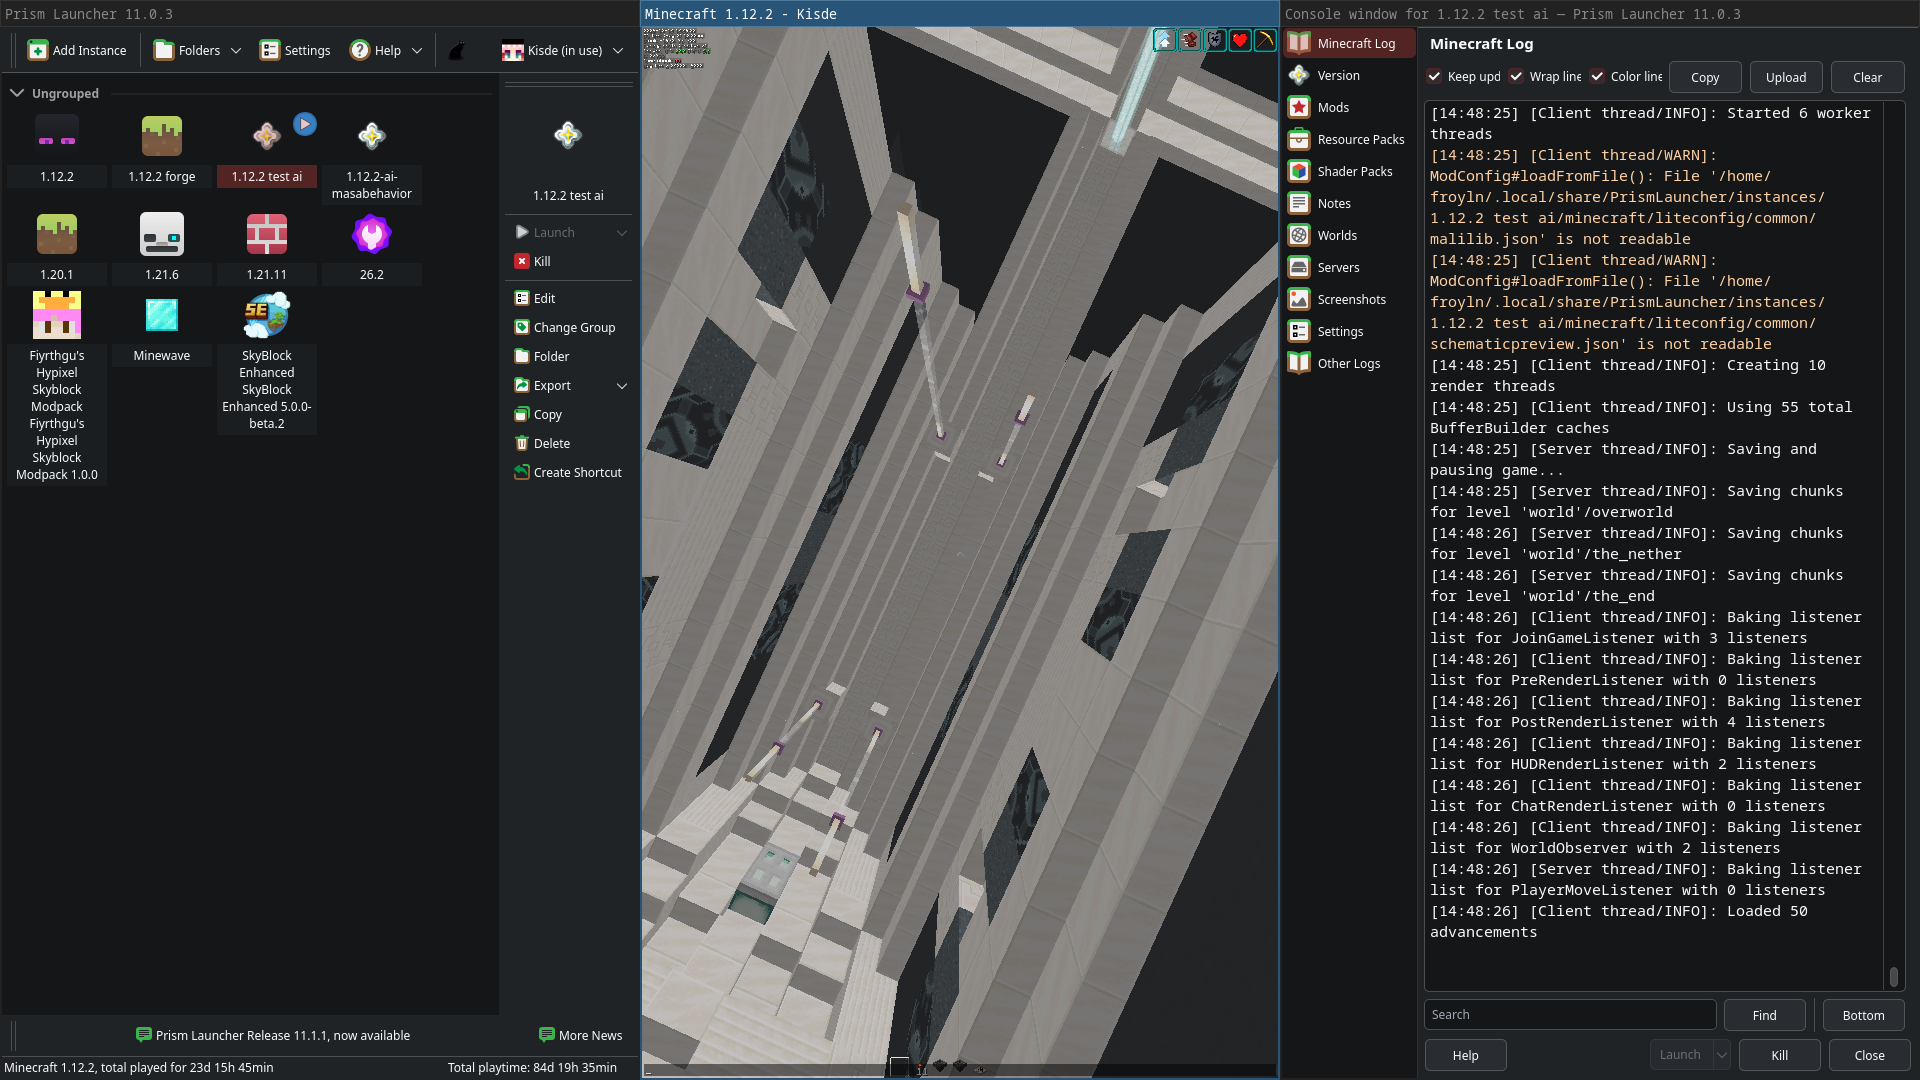 Prism Launcher 11.0.3
Add Instance
Folders
Settings
Help
Kisde (in use)
Ungrouped
1.12.2
1.12.2 forge
1.12.2 test ai
1.12.2-ai-
masabehavior
1.20.1
1.21.6
1.21.11
26.2
Fiyrthgu's
Hypixel
Skyblock
Modpack
Fiyrthgu's
Hypixel
Skyblock
Modpack 1.0.0
Minewave
SkyBlock
Enhanced
SkyBlock
Enhanced 5.0.0-
beta.2
1.12.2 test ai
Launch
Kill
Edit
Change Group
Folder
Export
Copy
Delete
Create Shortcut
Prism Launcher Release 11.1.1, now available
More News
Minecraft 1.12.2, total played for 23d 15h 45min
Total playtime: 84d 19h 35min
Minecraft 1.12.2 - Kisde
Console window for 1.12.2 test ai — Prism Launcher 11.0.3
Minecraft Log
Version
Mods
Resource Packs
Shader Packs
Notes
Worlds
Servers
Screenshots
Settings
Other Logs
Minecraft Log
Keep upd
Wrap line
Color line
Copy
Upload
Clear
[14:48:25] [Client thread/INFO]: Started 6 worker
threads
[14:48:25] [Client thread/WARN]:
ModConfig#loadFromFile(): File '/home/
froyln/.local/share/PrismLauncher/instances/
1.12.2 test ai/minecraft/liteconfig/common/
malilib.json' is not readable
[14:48:25] [Client thread/WARN]:
ModConfig#loadFromFile(): File '/home/
froyln/.local/share/PrismLauncher/instances/
1.12.2 test ai/minecraft/liteconfig/common/
schematicpreview.json' is not readable
[14:48:25] [Client thread/INFO]: Creating 10
render threads
[14:48:25] [Client thread/INFO]: Using 55 total
BufferBuilder caches
[14:48:25] [Server thread/INFO]: Saving and
pausing game...
[14:48:25] [Server thread/INFO]: Saving chunks
for level 'world'/overworld
[14:48:26] [Server thread/INFO]: Saving chunks
for level 'world'/the_nether
[14:48:26] [Server thread/INFO]: Saving chunks
for level 'world'/the_end
[14:48:26] [Client thread/INFO]: Baking listener
list for JoinGameListener with 3 listeners
[14:48:26] [Client thread/INFO]: Baking listener
list for PreRenderListener with 0 listeners
[14:48:26] [Client thread/INFO]: Baking listener
list for PostRenderListener with 4 listeners
[14:48:26] [Client thread/INFO]: Baking listener
list for HUDRenderListener with 2 listeners
[14:48:26] [Client thread/INFO]: Baking listener
list for ChatRenderListener with 0 listeners
[14:48:26] [Client thread/INFO]: Baking listener
list for WorldObserver with 2 listeners
[14:48:26] [Server thread/INFO]: Baking listener
list for PlayerMoveListener with 0 listeners
[14:48:26] [Client thread/INFO]: Loaded 50
advancements
Search
Find
Bottom
Help
Launch
Kill
Close